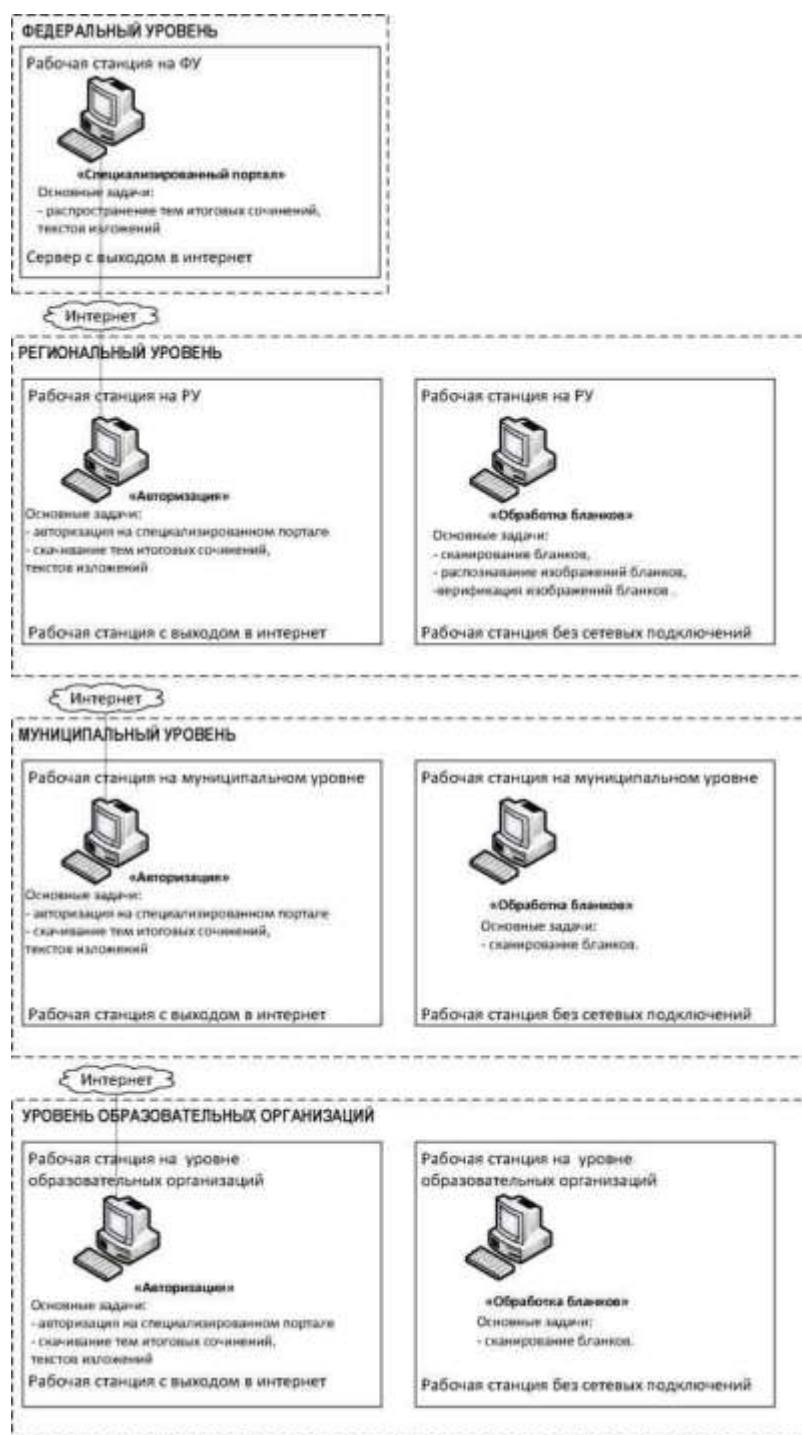 ФЕДЕРАЛЬНЫЙ УРОВЕНЬ
Рабочая станция на ФУ
«Специализированный портал»
Основные задачи:
- распространение тем итоговых сочинений,
текстов изложений
Сервер с выходом в интернет
Интернет
РЕГИОНАЛЬНЫЙ УРОВЕНЬ
Рабочая станция на РУ
«Авторизация»
Основные задачи:
- авторизация на специализированном портале
- скачивание тем итоговых сочинений,
текстов изложений
Рабочая станция с выходом в интернет
Рабочая станция на РУ
«Обработка бланков»
Основные задачи:
- сканирование бланков,
- распознавание изображений бланков,
-верификация изображений бланков .
Рабочая станция без сетевых подключений
Интернет
МУНИЦИПАЛЬНЫЙ УРОВЕНЬ
Рабочая станция на муниципальном уровне
«Авторизация»
Основные задачи:
- авторизация на специализированном портале
- скачивание тем итоговых сочинений,
текстов изложений
Рабочая станция с выходом в интернет
Рабочая станция на муниципальном уровне
«Обработка бланков»
Основные задачи:
- сканирование бланков.
Рабочая станция без сетевых подключений
Интернет
УРОВЕНЬ ОБРАЗОВАТЕЛЬНЫХ ОРГАНИЗАЦИЙ
Рабочая станция на уровне
образовательных организаций
«Авторизация»
Основные задачи:
- авторизация на специализированном портале
- скачивание тем итоговых сочинений,
текстов изложений
Рабочая станция с выходом в интернет
Рабочая станция на уровне
образовательных организаций
«Обработка бланков»
Основные задачи:
- сканирование бланков.
Рабочая станция без сетевых подключений